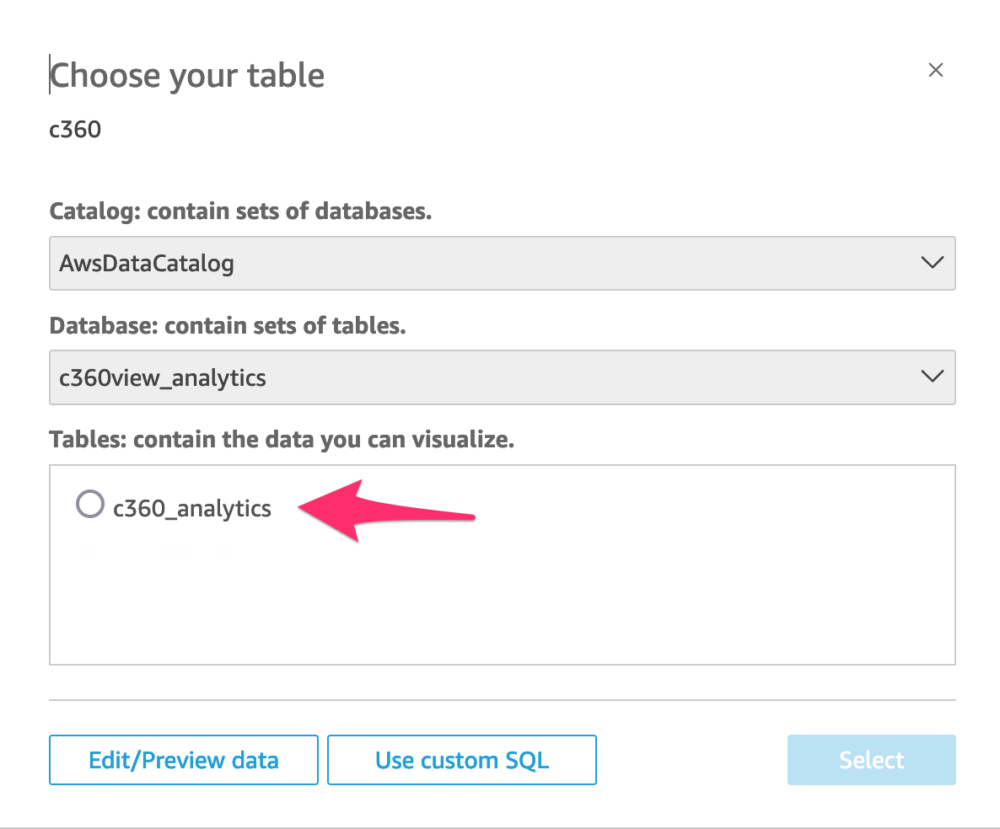 Choose your table
c360
Catalog: contain sets of databases.
AwsDataCatalog
Database: contain sets of tables.
c360view_analytics
Tables: contain the data you can visualize.
c360_analytics
Edit/Preview data
Use custom SQL
Select